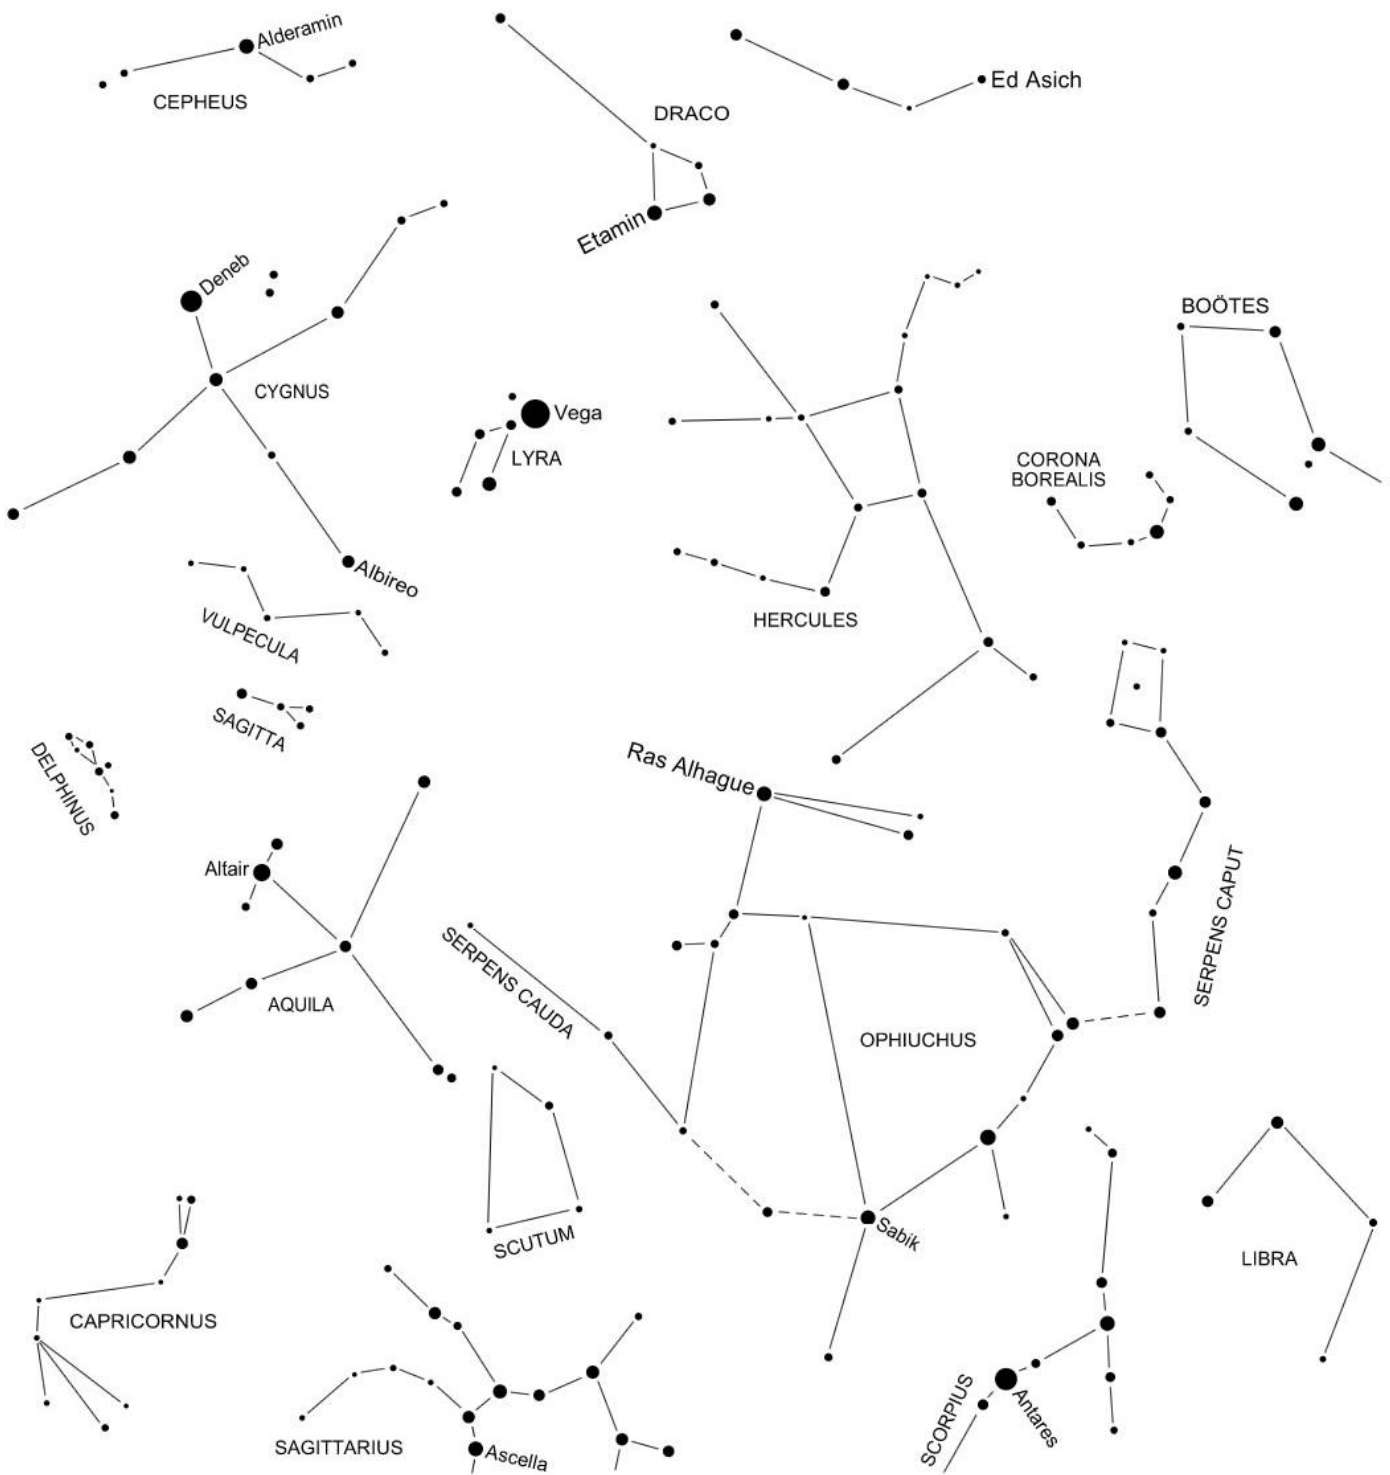 Alderamin
CEPHEUS
DRACO
Ed Asich
Etamin
Deneb
CYGNUS
Vega
LYRA
BOÖTES
CORONA
BOREALIS
Albireo
VULPECULA
HERCULES
SAGITTA
DELPHINUS
Ras Alhague
Altair
AQUILA
SERPENS CAUDA
SERPENS CAPUT
OPHIUCHUS
SCUTUM
Sabik
LIBRA
CAPRICORNUS
SAGITTARIUS
Ascella
SCORPIUS
Antares